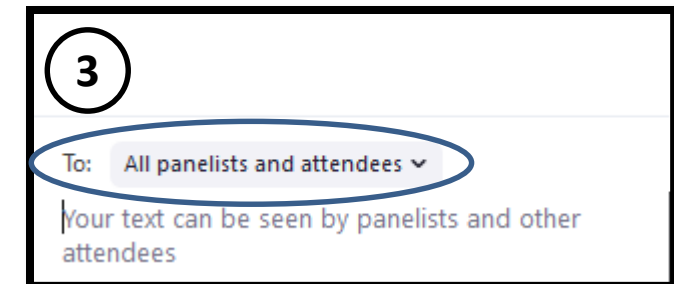 3
To: All panelists and attendees
Your text can be seen by panelists and other
attendees